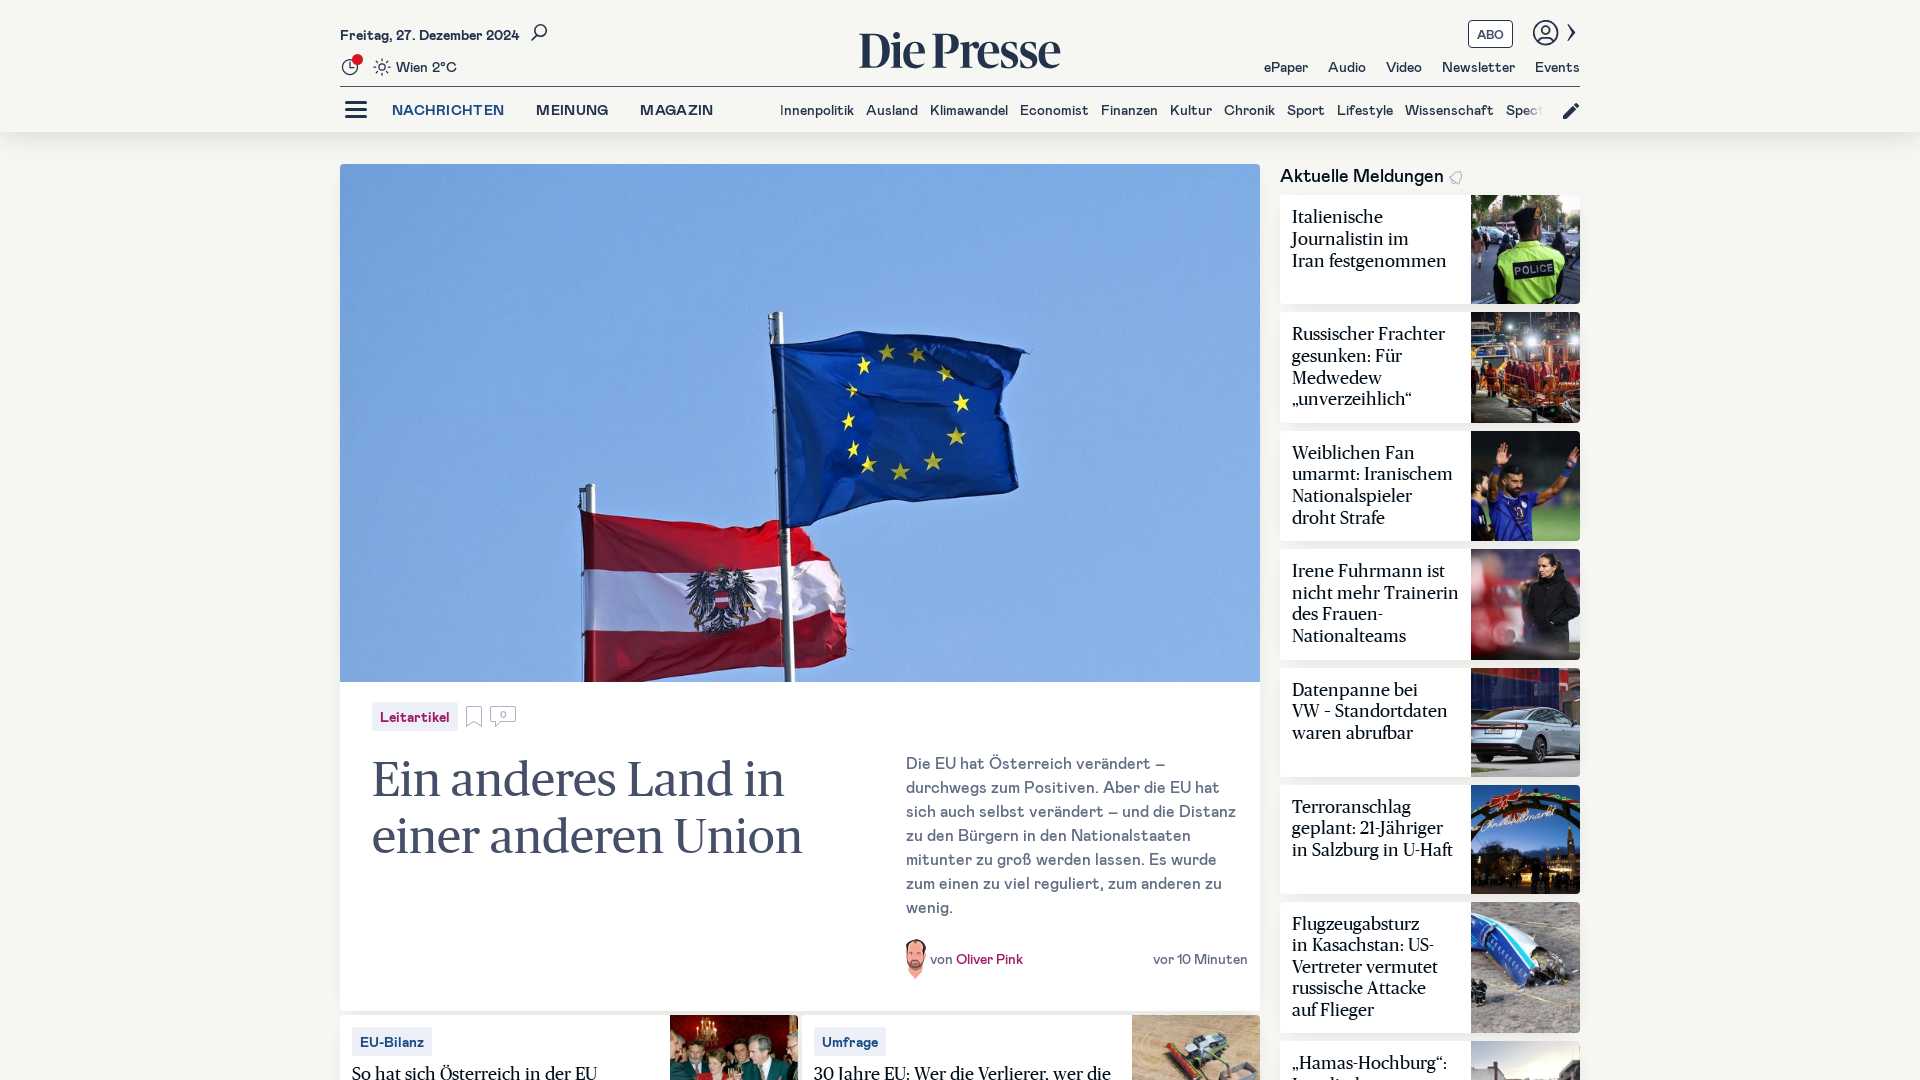 Freitag, 27. Dezember 2024
Wien 2°C
Die Presse
ABO
ePaper Audio Video Newsletter Events
NACHRICHTEN MEINUNG MAGAZIN
Innenpolitik Ausland Klimawandel Economist Finanzen Kultur Chronik Sport Lifestyle Wissenschaft Spect
Leitartikel
0
Ein anderes Land in
einer anderen Union
Die EU hat Österreich verändert –
durchwegs zum Positiven. Aber die EU hat
sich auch selbst verändert – und die Distanz
zu den Bürgern in den Nationalstaaten
mitunter zu groß werden lassen. Es wurde
zum einen zu viel reguliert, zum anderen zu
wenig.
von Oliver Pink
vor 10 Minuten
EU-Bilanz
So hat sich Österreich in der EU
Umfrage
30 Jahre EU: Wer die Verlierer, wer die
Aktuelle Meldungen
Italienische
Journalistin im
Iran festgenommen
POLICE
Russischer Frachter
gesunken: Für
Medwedew
„unverzeihlich“
Weiblichen Fan
umarmt: Iranischem
Nationalspieler
droht Strafe
Irene Fuhrmann ist
nicht mehr Trainerin
des Frauen-
Nationalteams
Datenpanne bei
VW – Standortdaten
waren abrufbar
Terroranschlag
geplant: 21-Jähriger
in Salzburg in U-Haft
Flugzeugabsturz
in Kasachstan: US-
Vertreter vermutet
russische Attacke
auf Flieger
„Hamas-Hochburg“: